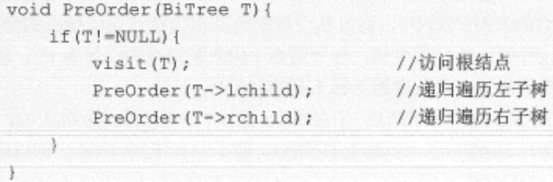 void PreOrder(BiTree T){
    if(T!=NULL){
        visit(T);                //访问根结点
        PreOrder(T->lchild);     //递归遍历左子树
        PreOrder(T->rchild);     //递归遍历右子树
    }
}